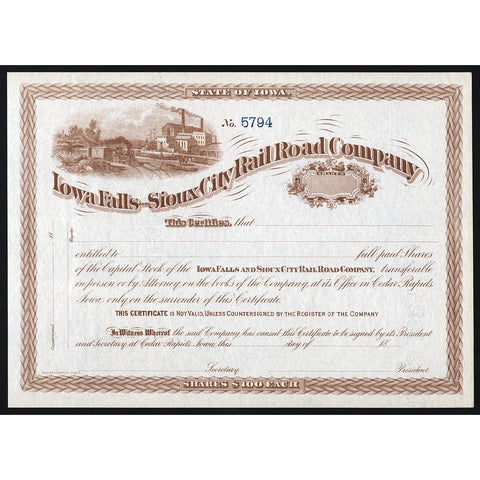 STATE OF IOWA.
No. 5794
Iowa Falls and Sioux City Rail Road Company
SHARES
This Certifies, that
entitled to full paid Shares
of the Capital Stock of the IOWA FALLS AND SIOUX CITY RAIL ROAD COMPANY, transferable
in person or by Attorney on the books of the Company, at its Office in Cedar Rapids,
Iowa, only on the surrender of this Certificate.
THIS CERTIFICATE IS NOT VALID, UNLESS COUNTERSIGNED BY THE REGISTER OF THE COMPANY
In Witness Whereof, the said Company has caused this Certificate to be signed by its President
and Secretary at Cedar Rapids, Iowa, this day of 18
Secretary. President.
SHARES $100 EACH
Countersigned
18